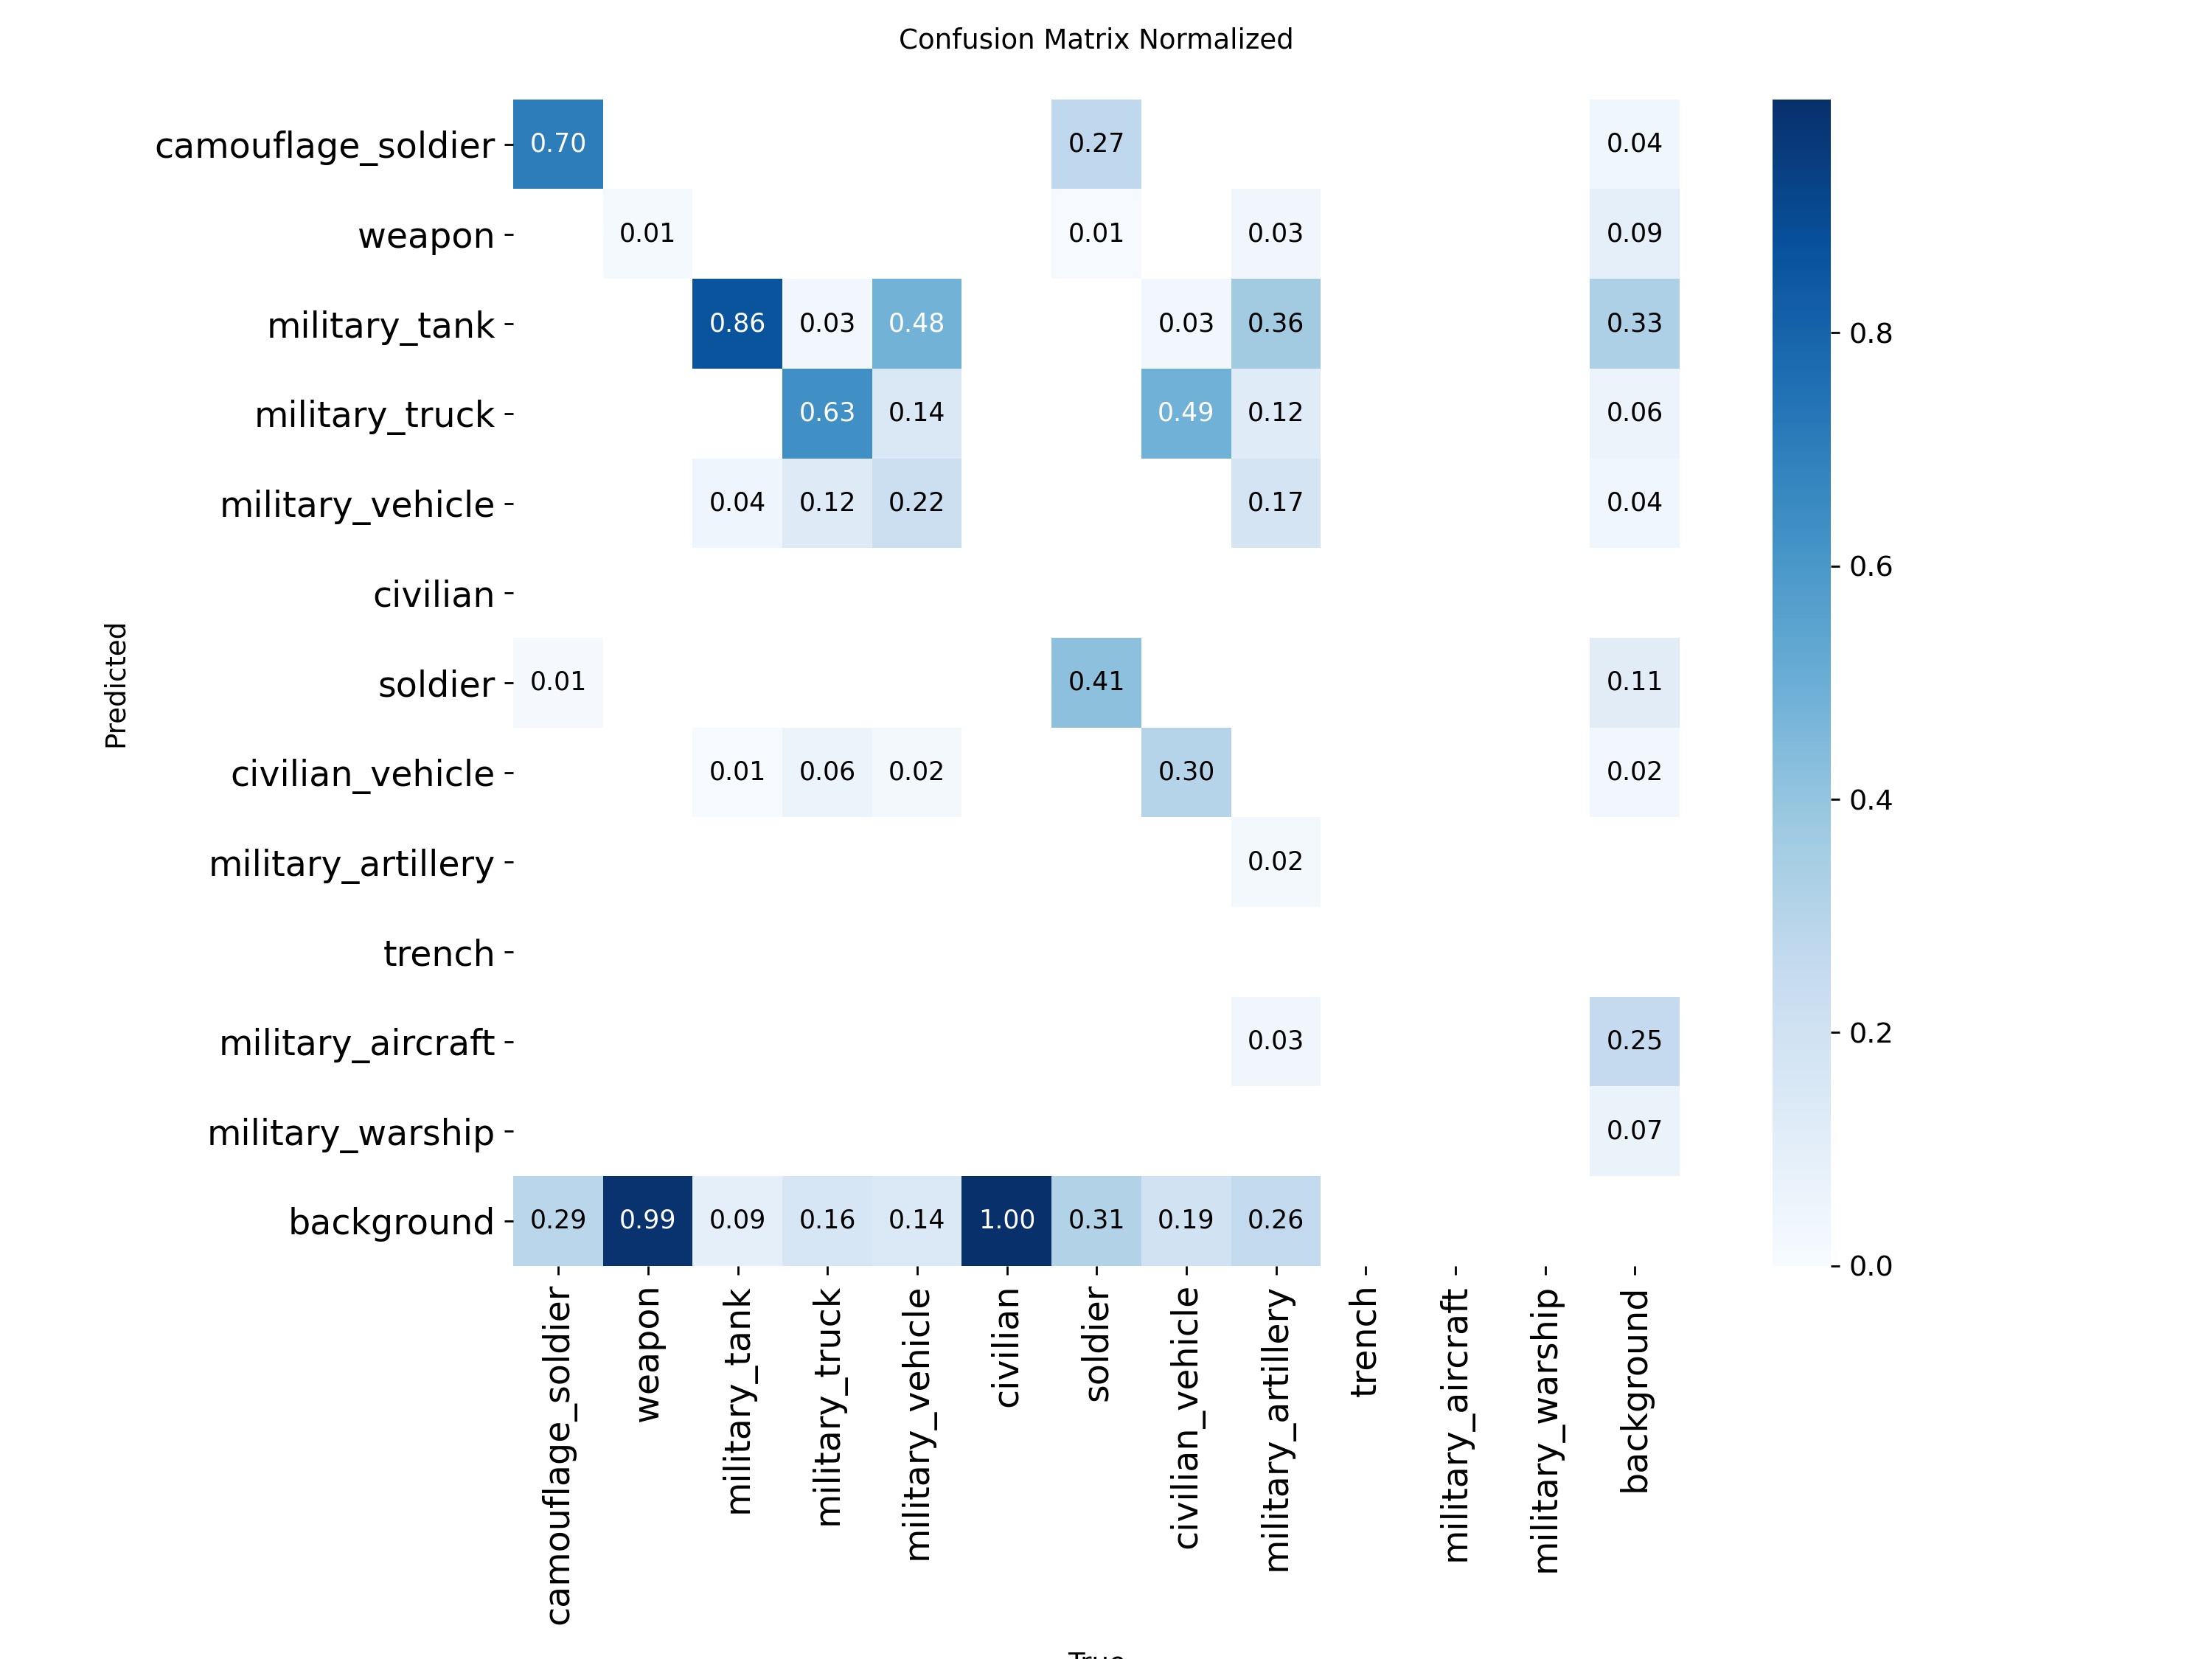 Confusion Matrix Normalized
camouflage_soldier 0.70 0.27 0.04
weapon 0.01 0.01 0.03 0.09
military_tank 0.86 0.03 0.48 0.03 0.36 0.33
military_truck 0.63 0.14 0.49 0.12 0.06
military_vehicle 0.04 0.12 0.22 0.17 0.04
civilian
soldier 0.01 0.41 0.11
civilian_vehicle 0.01 0.06 0.02 0.30 0.02
military_artillery 0.02
trench
military_aircraft 0.03 0.25
military_warship 0.07
background 0.29 0.99 0.09 0.16 0.14 1.00 0.31 0.19 0.26
Predicted
camouflage_soldier
weapon
military_tank
military_truck
military_vehicle
civilian
soldier
civilian_vehicle
military_artillery
trench
military_aircraft
military_warship
background
True
0.8
0.6
0.4
0.2
0.0